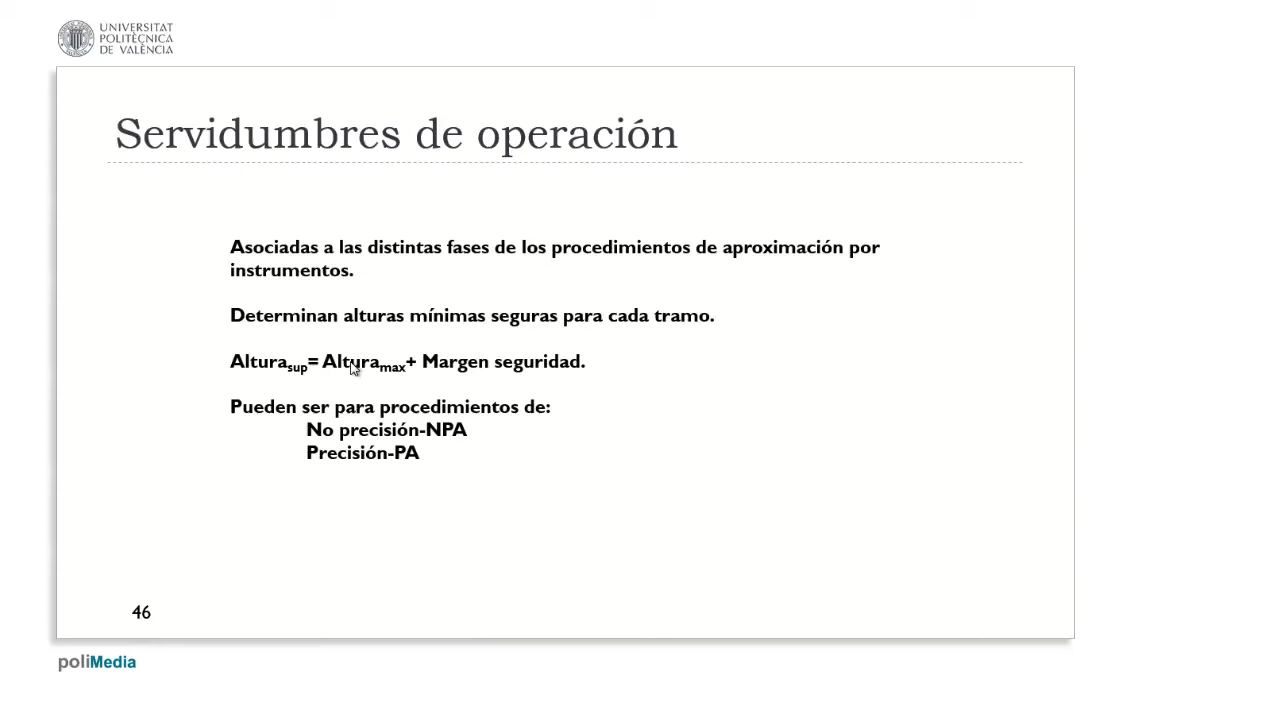 UNIVERSITAT
POLITÈCNICA
DE VALÈNCIA
Servidumbres de operación
Asociadas a las distintas fases de los procedimientos de aproximación por
instrumentos.
Determinan alturas mínimas seguras para cada tramo.
Alturasup= Alturamax+ Margen seguridad.
Pueden ser para procedimientos de:
No precisión-NPA
Precisión-PA
46
poliMedia